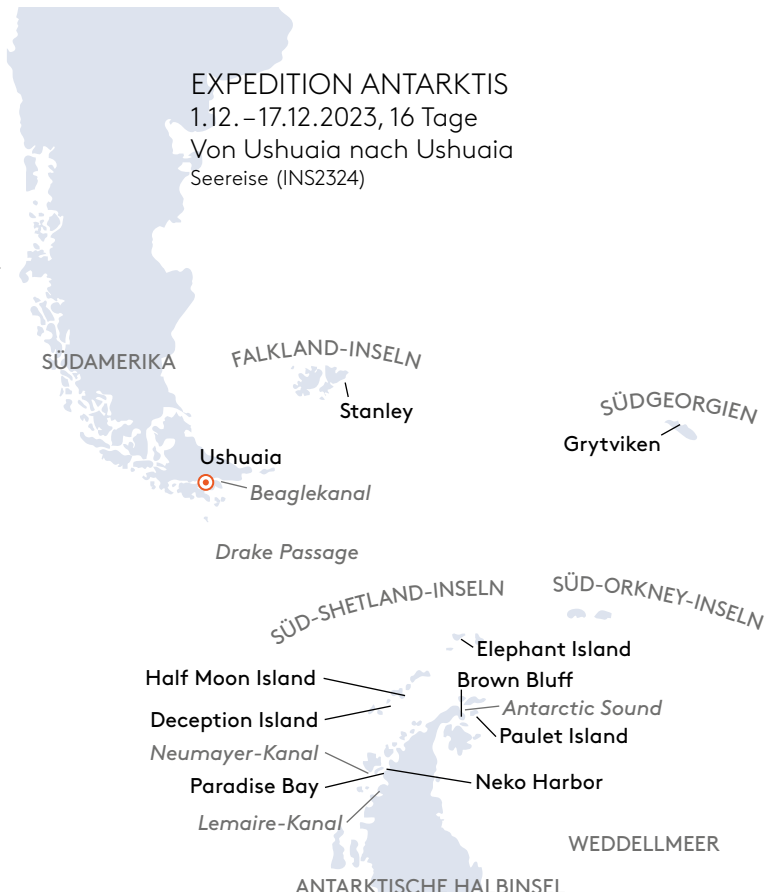 EXPEDITION ANTARKTIS
1.12.–17.12.2023, 16 Tage
Von Ushuaia nach Ushuaia
Seereise (INS2324)
SÜDAMERIKA
FALKLAND-INSELN
Stanley
SÜDGEORGIEN
Grytviken
Ushuaia
Beaglekanal
Drake Passage
SÜD-SHETLAND-INSELN
SÜD-ORKNEY-INSELN
Elephant Island
Half Moon Island
Brown Bluff
Antarctic Sound
Deception Island
Paulet Island
Neumayer-Kanal
Paradise Bay
Neko Harbor
Lemaire-Kanal
WEDDELLMEER
ANTARKTISCHE HALBINSEL